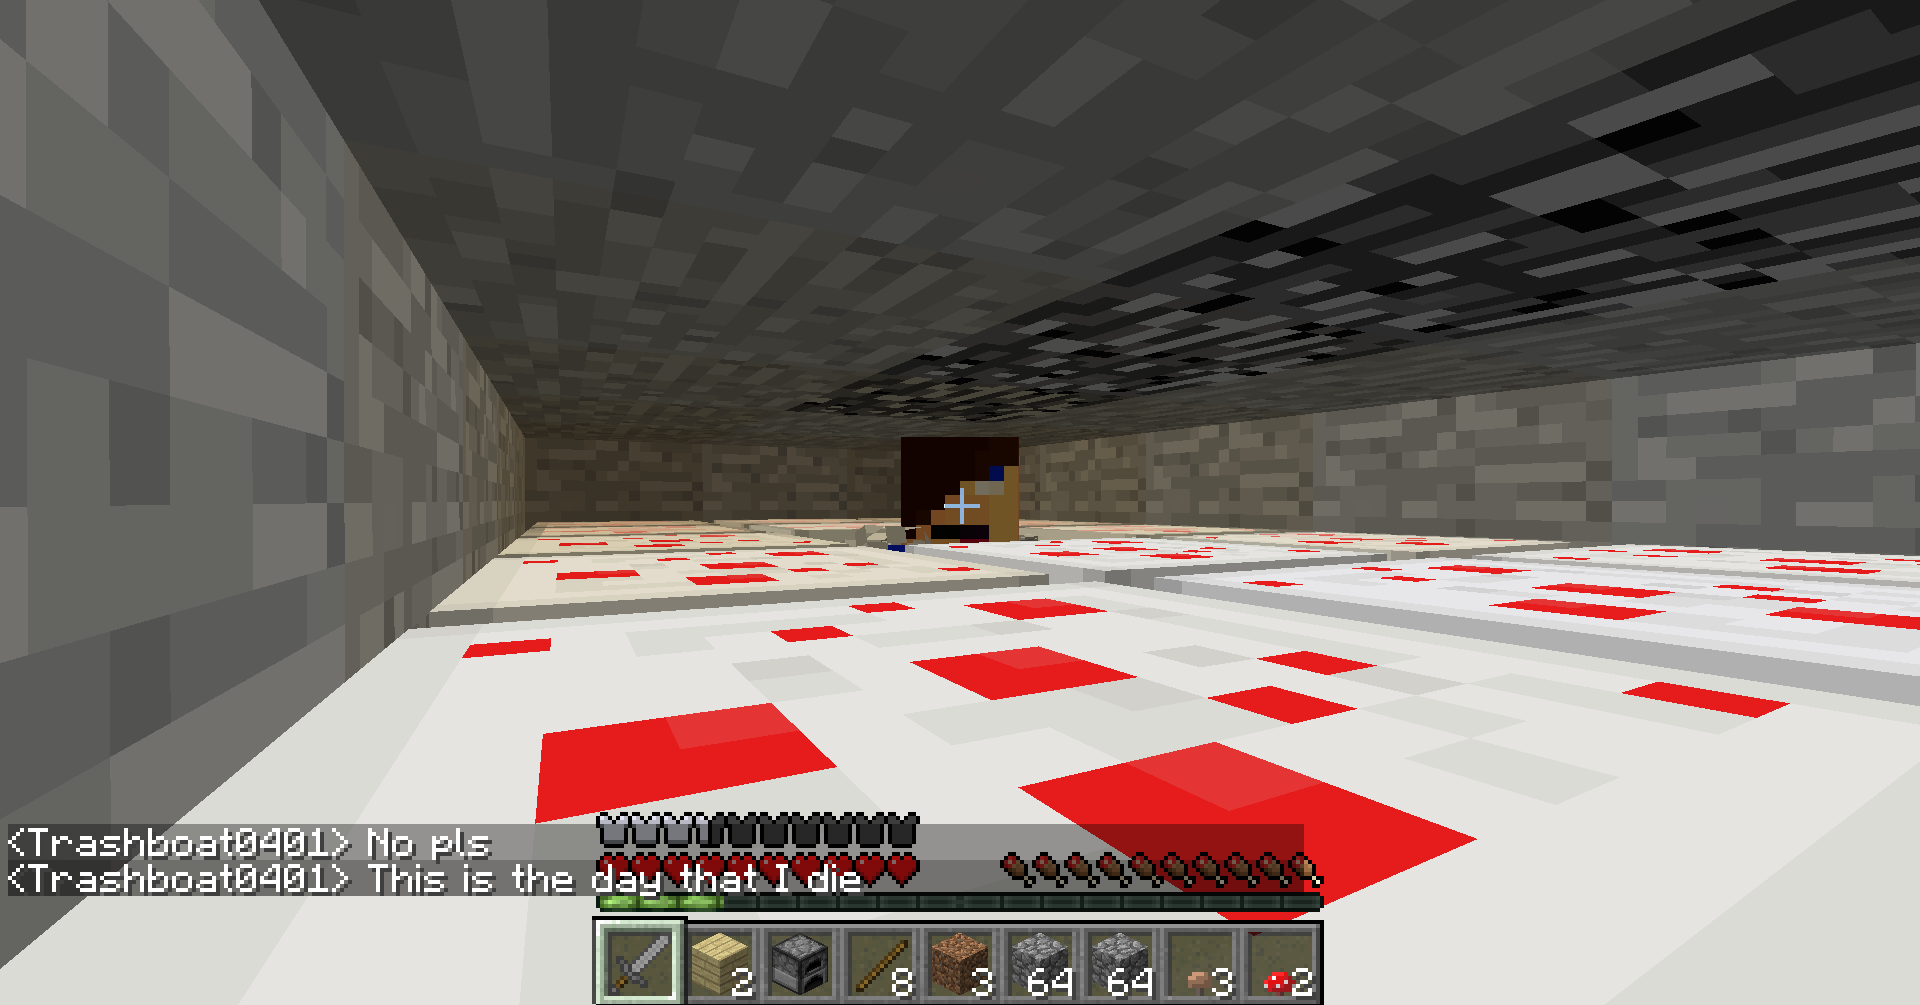 <Trashboat0401> No pls
<Trashboat0401> This is the day that I die
2 8 3 64 64 3 2